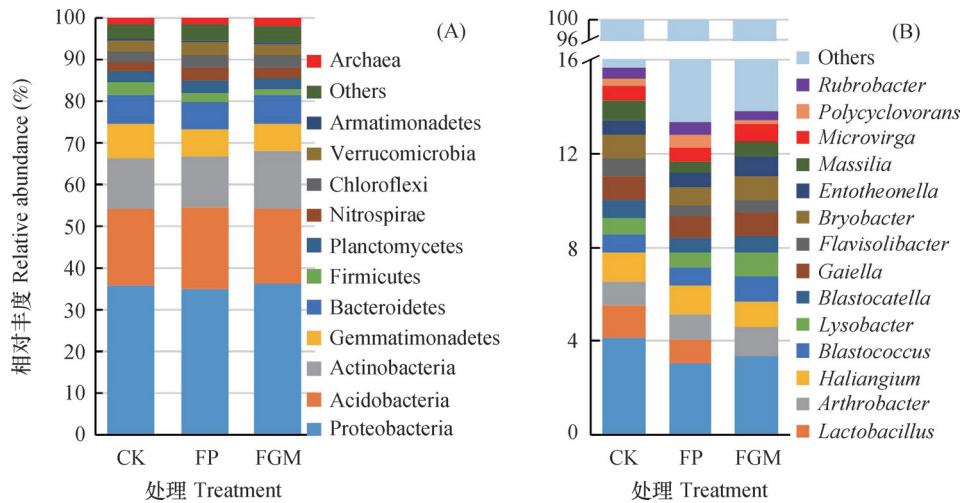 相对丰度 Relative abundance (%)
100
90
80
70
60
50
40
30
20
10
0
(A)
Archaea
Others
Armatimonadetes
Verrucomicrobia
Chloroflexi
Nitrospirae
Planctomycetes
Firmicutes
Bacteroidetes
Gemmatimonadetes
Actinobacteria
Acidobacteria
Proteobacteria
CK FP FGM
处理 Treatment
100
96
16
12
8
4
0
(B)
Others
Rubrobacter
Polycyclovorans
Microvirga
Massilia
Entotheonella
Bryobacter
Flavisolibacter
Gaiella
Blastocatella
Lysobacter
Blastococcus
Haliangium
Arthrobacter
Lactobacillus
CK FP FGM
处理 Treatment